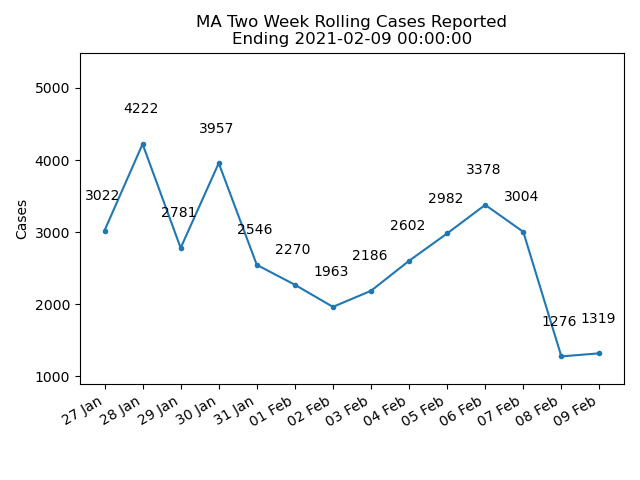 MA Two Week Rolling Cases Reported
Ending 2021-02-09 00:00:00
Cases
5000
4000
3000
2000
1000
3022
4222
2781
3957
2546
2270
1963
2186
2602
2982
3378
3004
1276
1319
27 Jan
28 Jan
29 Jan
30 Jan
31 Jan
01 Feb
02 Feb
03 Feb
04 Feb
05 Feb
06 Feb
07 Feb
08 Feb
09 Feb